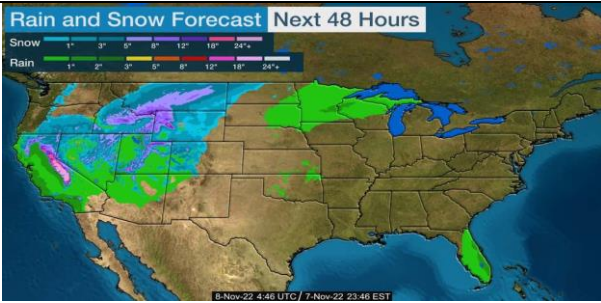 Rain and Snow Forecast Next 48 Hours
Snow 1" 2" 5" 8" 12" 18" 24"+
Rain 1" 2" 3" 5" 8" 12" 18" 24"+
8-Nov-22 4:46 UTC / 7-Nov-22 23:46 EST